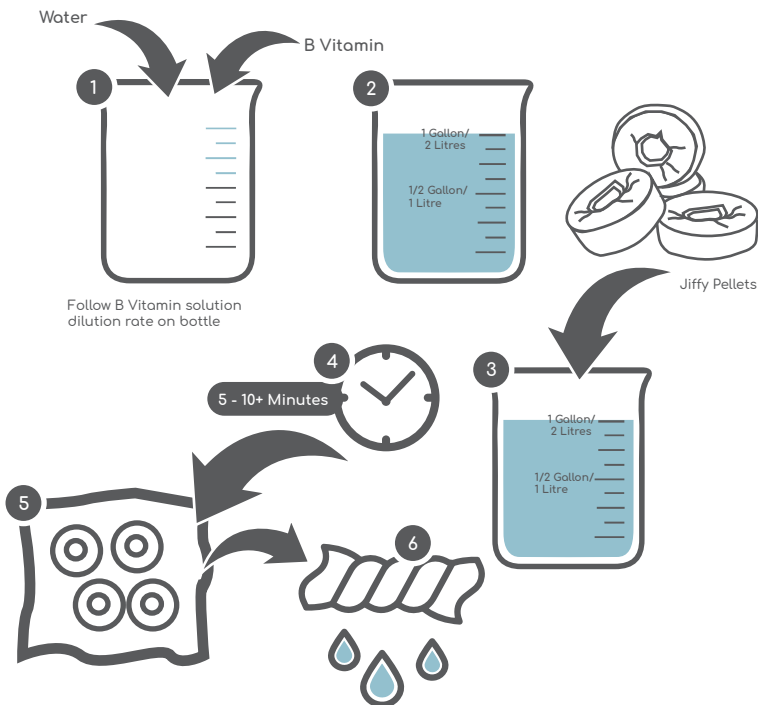 Water
B Vitamin
1
2
1 Gallon/
2 Litres
1/2 Gallon/
1 Litre
Follow B Vitamin solution
dilution rate on bottle
Jiffy Pellets
3
1 Gallon/
2 Litres
1/2 Gallon/
1 Litre
4
5 - 10+ Minutes
5
6